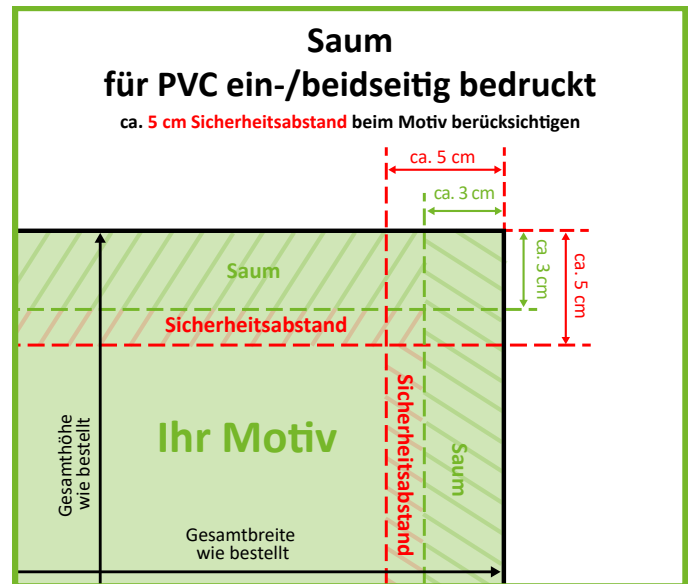 Saum
für PVC ein-/beidseitig bedruckt
ca. 5 cm Sicherheitsabstand beim Motiv berücksichtigen
ca. 5 cm
ca. 3 cm
ca. 3 cm
ca. 5 cm
Saum
Sicherheitsabstand
Ihr Motiv
Gesamthöhe
wie bestellt
Sicherheitsabstand
Saum
Gesamtbreite
wie bestellt